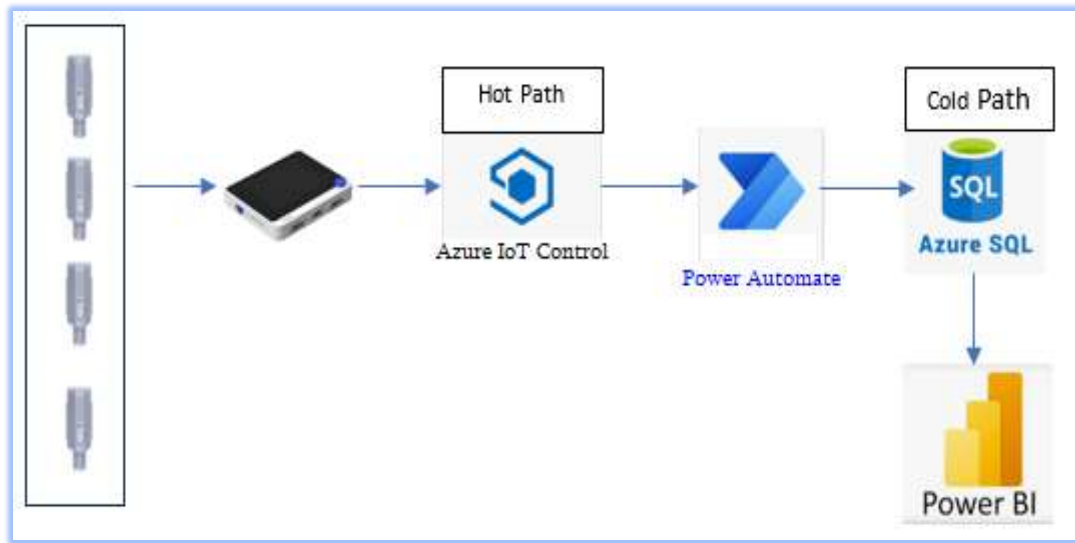 Hot Path
Azure IoT Control
Power Automate
Cold Path
SQL
Azure SQL
Power BI